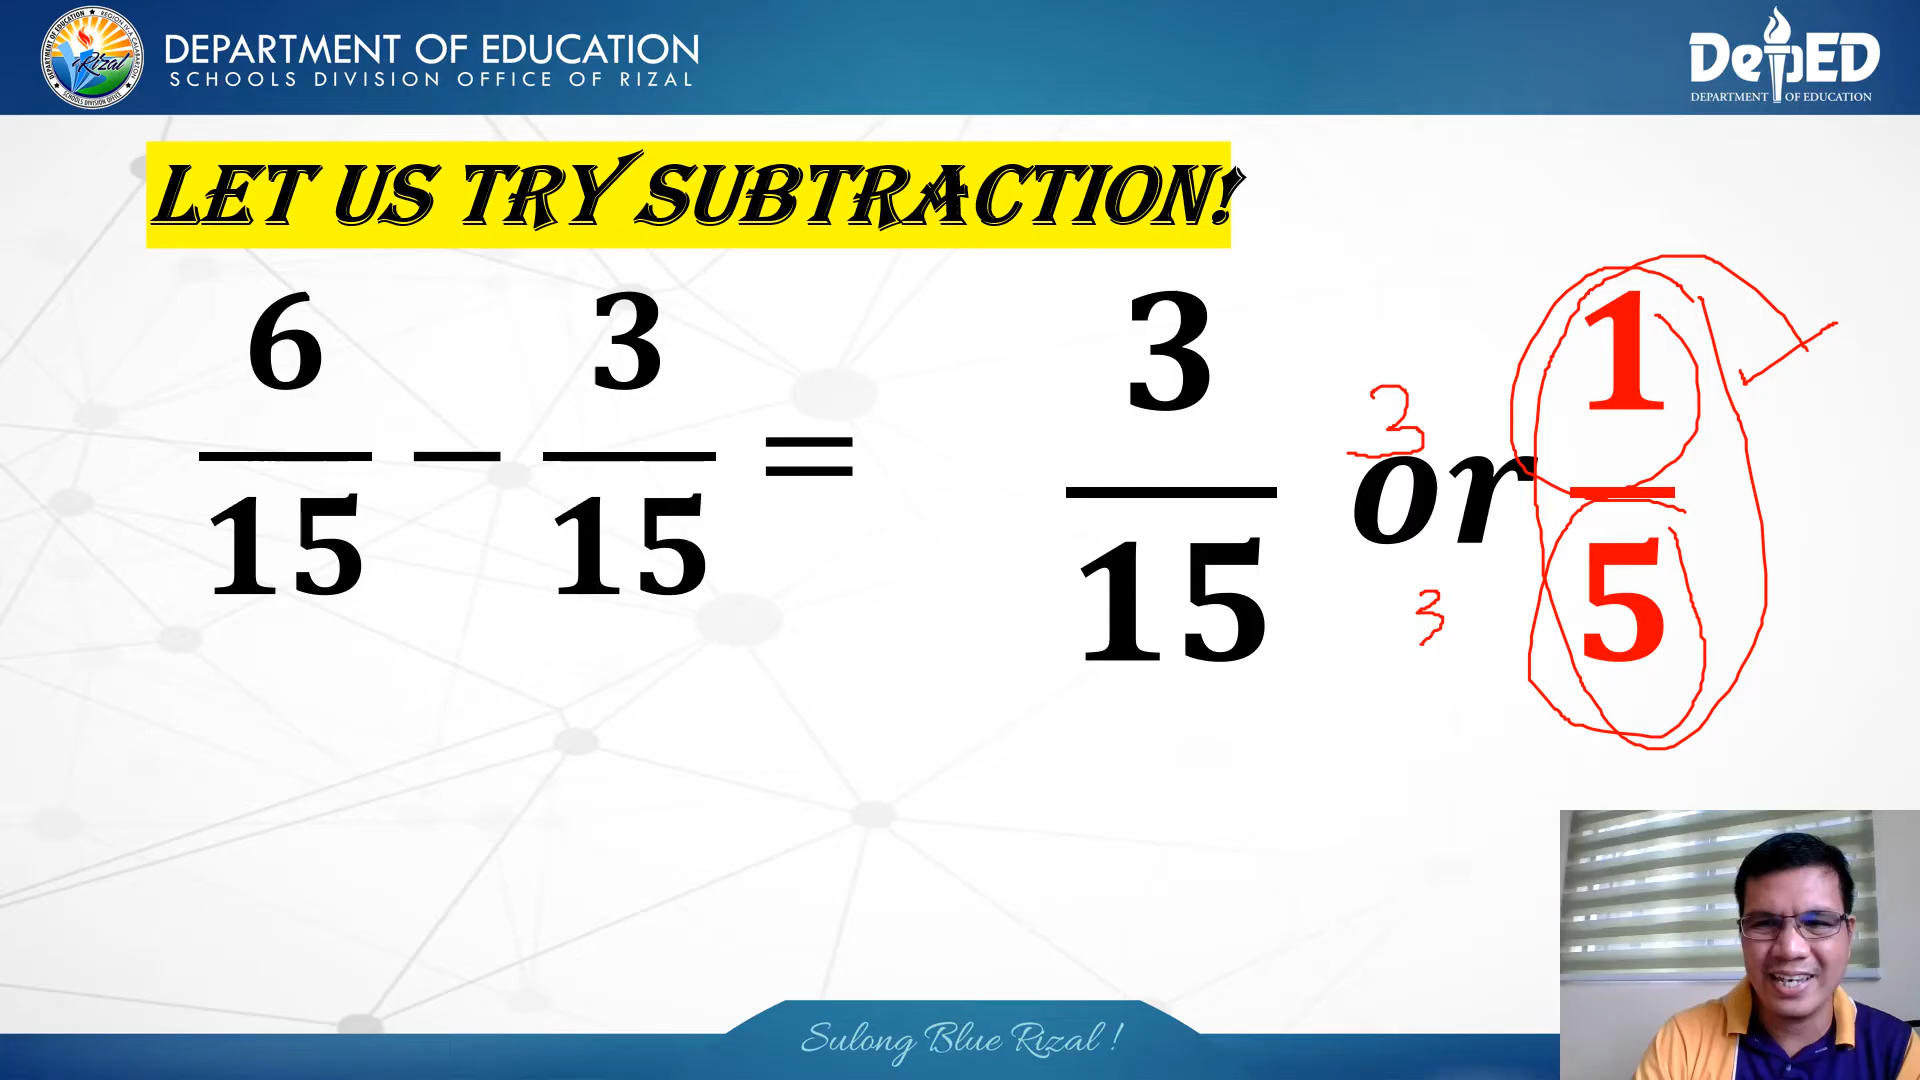 DEPARTMENT OF EDUCATION
SCHOOLS DIVISION OFFICE OF RIZAL
DepED
DEPARTMENT OF EDUCATION
LET US TRY SUBTRACTION!
6/15 − 3/15 = 3/15 or 1/5
3
3
Sulong Blue Rizal !